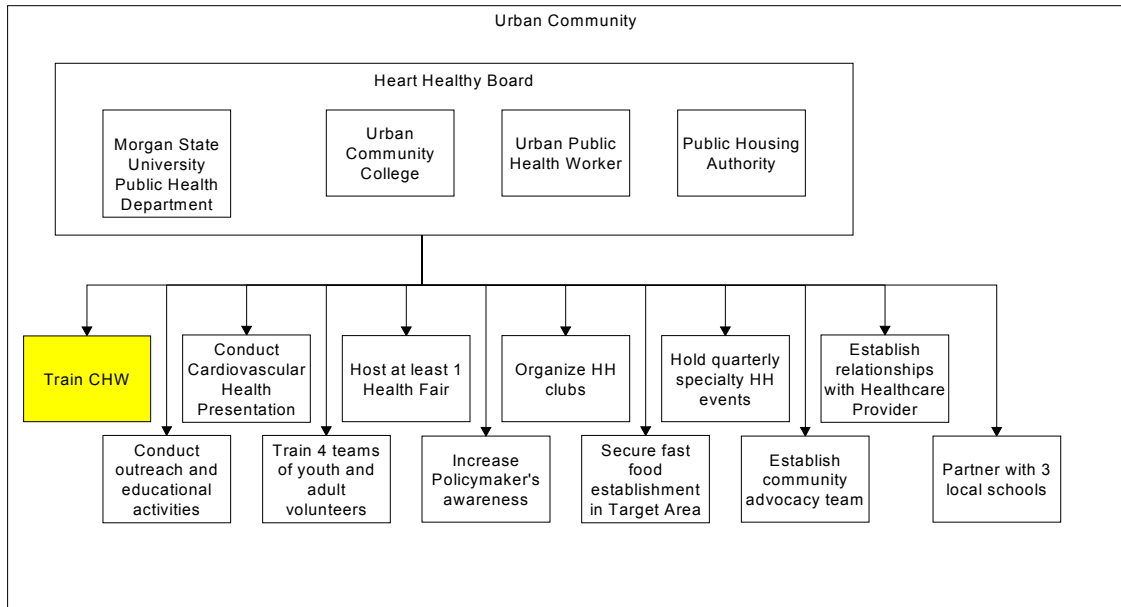 Urban Community
Heart Healthy Board
Morgan State
University
Public Health
Department
Urban
Community
College
Urban Public
Health Worker
Public Housing
Authority
Train CHW
Conduct
Cardiovascular
Health
Presentation
Host at least 1
Health Fair
Organize HH
clubs
Hold quarterly
specialty HH
events
Establish
relationships
with Healthcare
Provider
Conduct
outreach and
educational
activities
Train 4 teams
of youth and
adult
volunteers
Increase
Policymaker's
awareness
Secure fast
food
establishment
in Target Area
Establish
community
advocacy team
Partner with 3
local schools